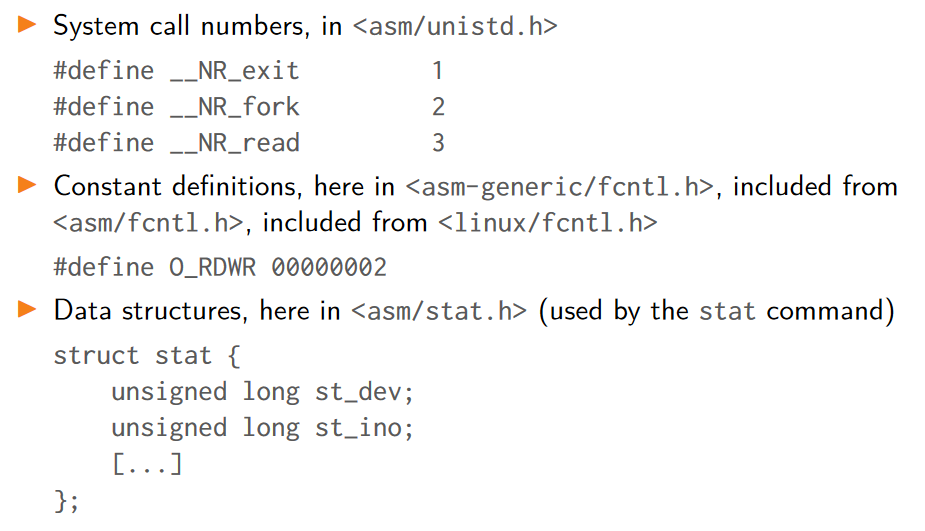 ▶ System call numbers, in <asm/unistd.h>
#define __NR_exit         1
#define __NR_fork         2
#define __NR_read         3
▶ Constant definitions, here in <asm-generic/fcntl.h>, included from
<asm/fcntl.h>, included from <linux/fcntl.h>
#define O_RDWR 00000002
▶ Data structures, here in <asm/stat.h> (used by the stat command)
struct stat {
    unsigned long st_dev;
    unsigned long st_ino;
    [...]
};